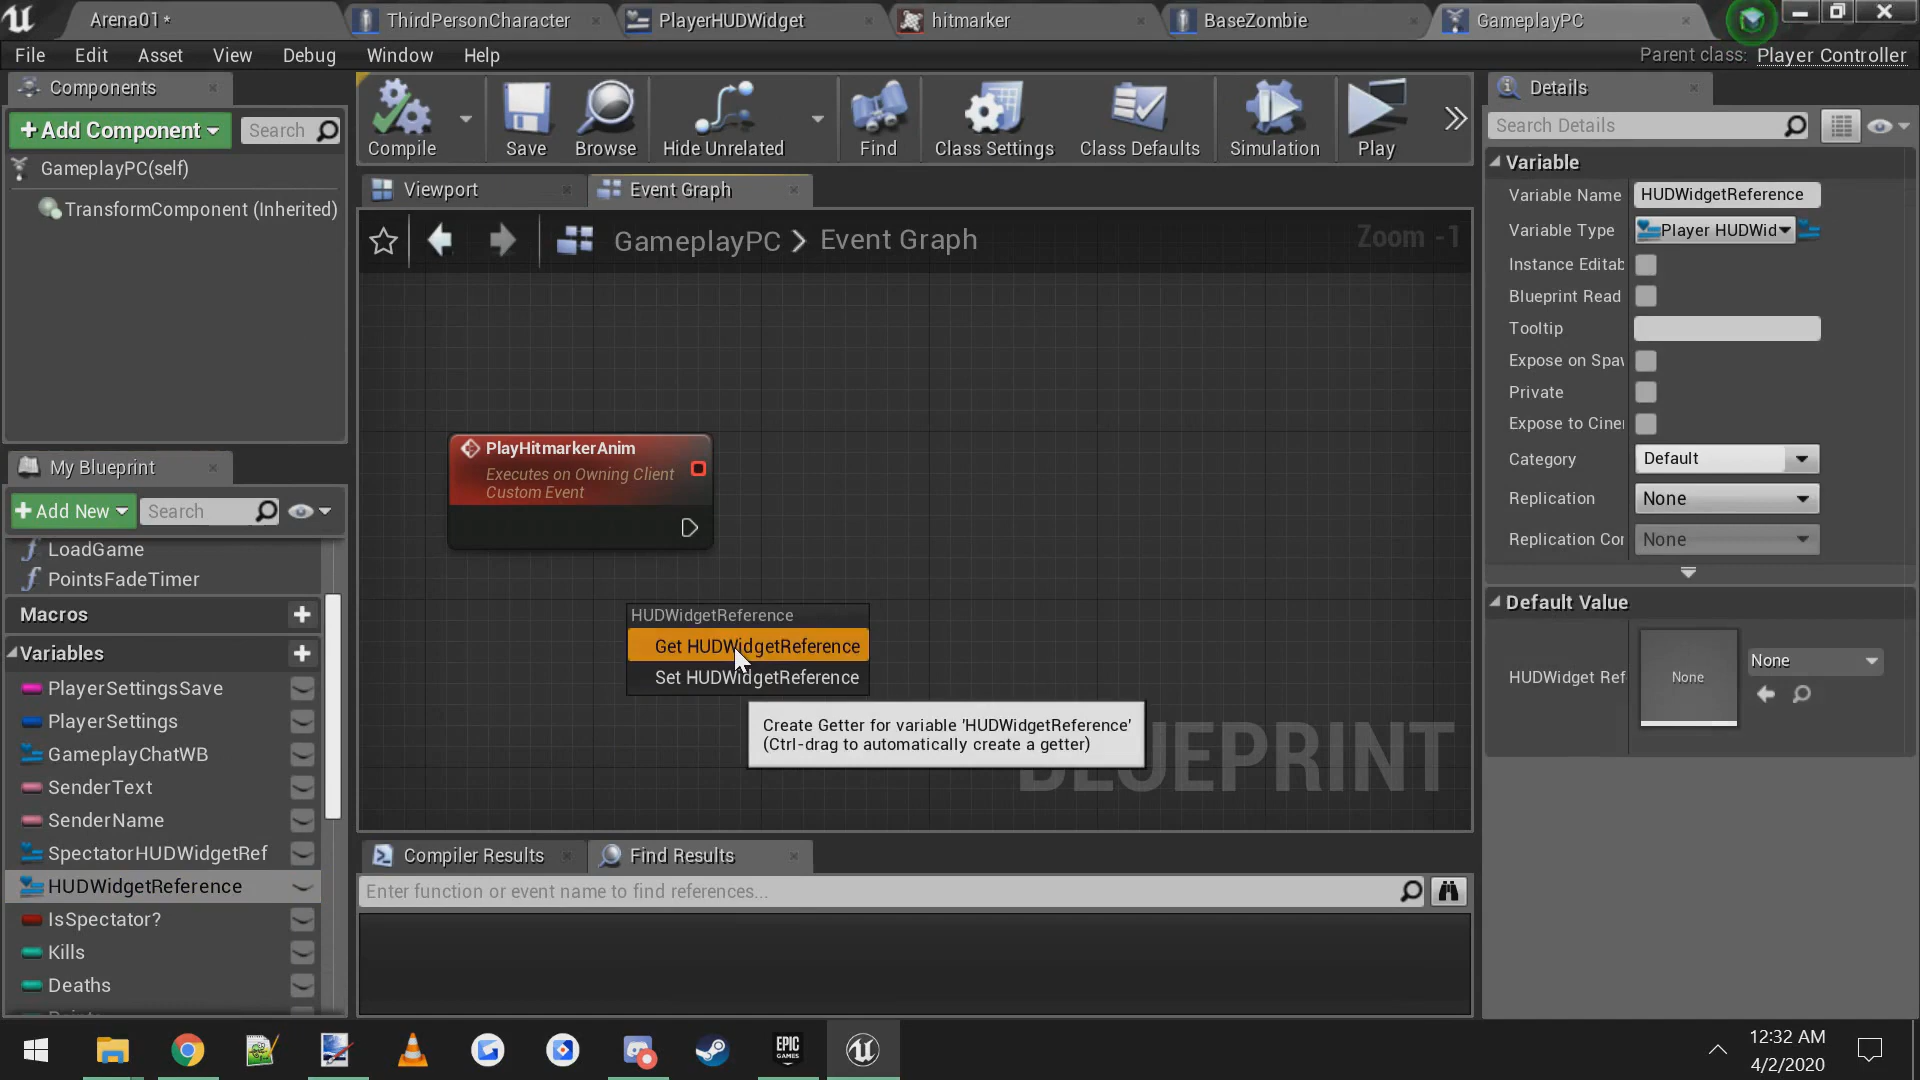 Arena01*
ThirdPersonCharacter
PlayerHUDWidget
hitmarker
BaseZombie
GameplayPC
File Edit Asset View Debug Window Help
Parent class: Player Controller
Components
+ Add Component
Search
GameplayPC(self)
TransformComponent (Inherited)
Compile
Save
Browse
Hide Unrelated
Find
Class Settings
Class Defaults
Simulation
Play
Viewport
Event Graph
GameplayPC > Event Graph
Zoom -1
PlayHitmarkerAnim
Executes on Owning Client
Custom Event
HUDWidgetReference
Get HUDWidgetReference
Set HUDWidgetReference
Create Getter for variable 'HUDWidgetReference'
(Ctrl-drag to automatically create a getter)
BLUEPRINT
My Blueprint
+ Add New
Search
LoadGame
PointsFadeTimer
Macros
Variables
PlayerSettingsSave
PlayerSettings
GameplayChatWB
SenderText
SenderName
SpectatorHUDWidgetRef
HUDWidgetReference
IsSpectator?
Kills
Deaths
Compiler Results
Find Results
Enter function or event name to find references...
Details
Search Details
Variable
Variable Name HUDWidgetReference
Variable Type Player HUDWid
Instance Editab
Blueprint Read
Tooltip
Expose on Spaw
Private
Expose to Cine
Category Default
Replication None
Replication Cor None
Default Value
HUDWidget Ref None None
EPIC
GAMES
12:32 AM
4/2/2020